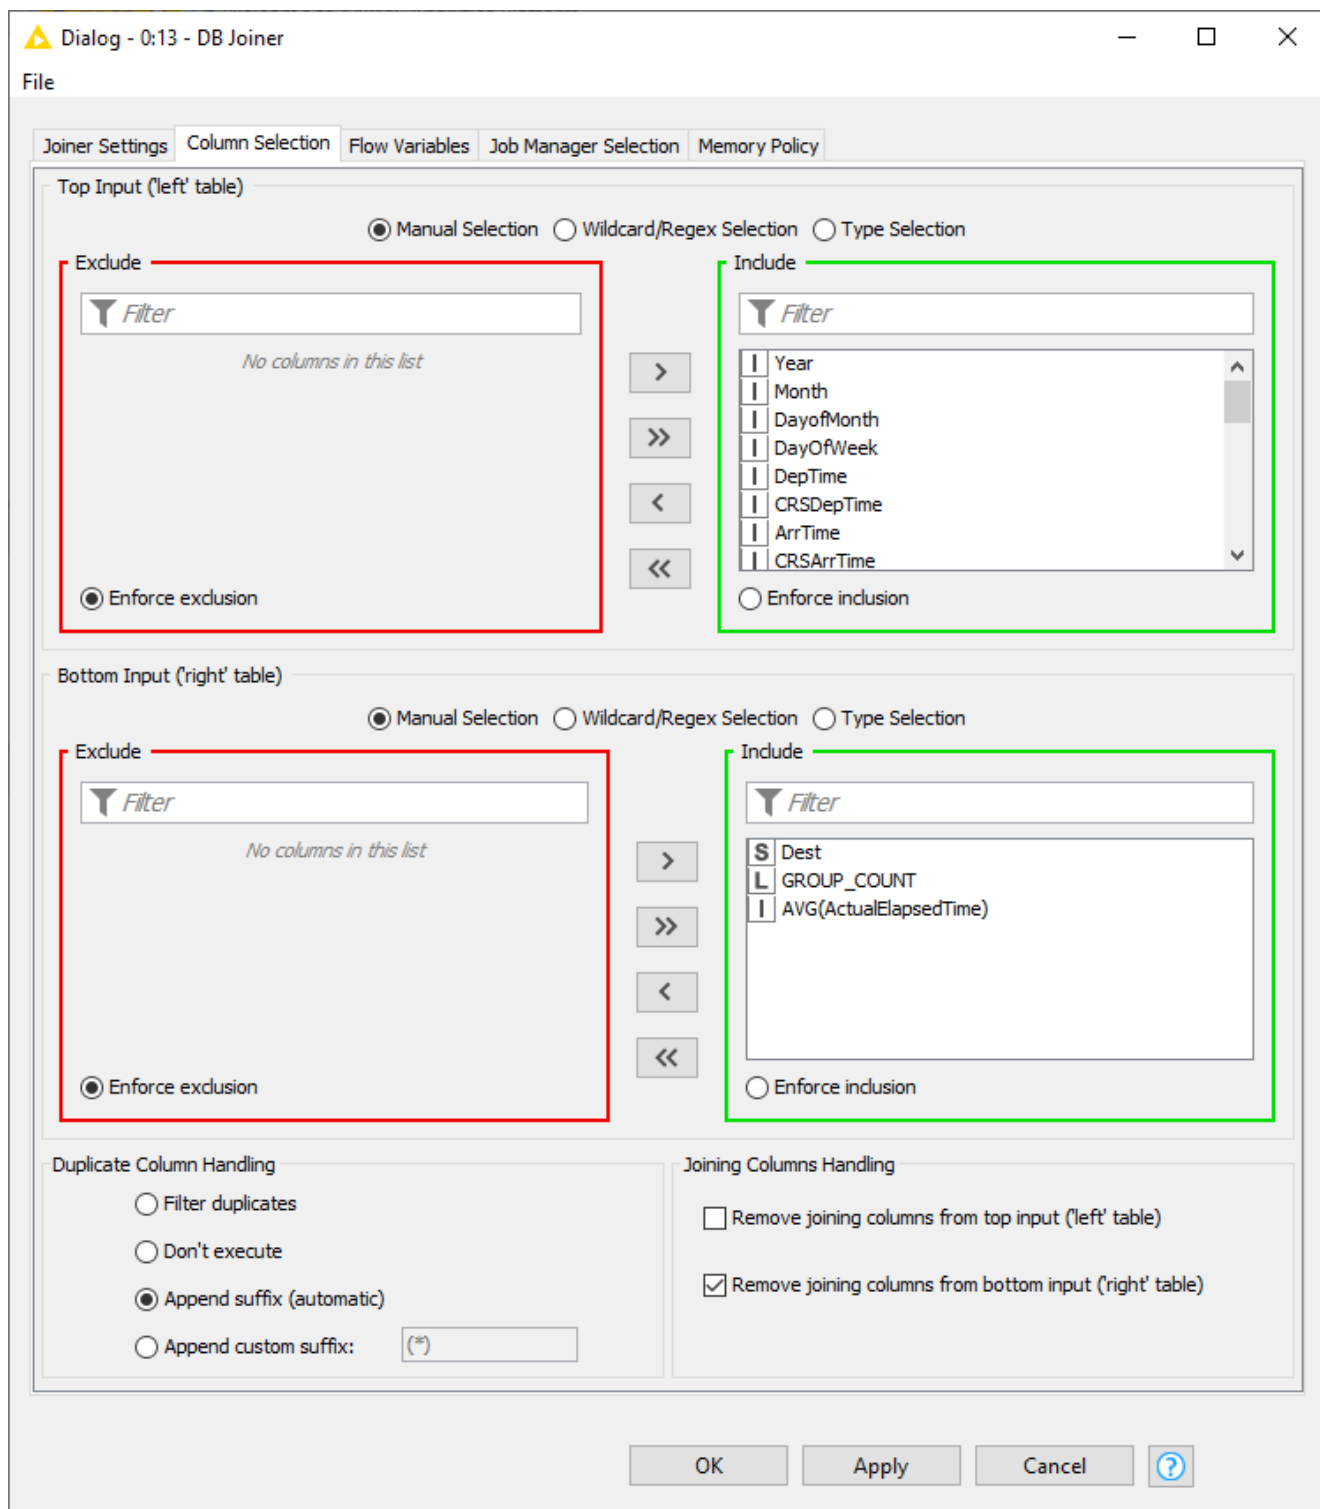 Dialog - 0:13 - DB Joiner
File
Joiner Settings Column Selection Flow Variables Job Manager Selection Memory Policy
Top Input ('left' table)
Manual Selection Wildcard/Regex Selection Type Selection
Exclude Include
Filter Filter
No columns in this list
I Year
I Month
I DayofMonth
I DayOfWeek
I DepTime
I CRSDepTime
I ArrTime
I CRSArrTime
> 
>>
<
<<
Enforce exclusion Enforce inclusion
Bottom Input ('right' table)
Manual Selection Wildcard/Regex Selection Type Selection
Exclude Include
Filter Filter
No columns in this list
S Dest
L GROUP_COUNT
I AVG(ActualElapsedTime)
>
>>
<
<<
Enforce exclusion Enforce inclusion
Duplicate Column Handling
Filter duplicates
Don't execute
Append suffix (automatic)
Append custom suffix: (*)
Joining Columns Handling
Remove joining columns from top input ('left' table)
Remove joining columns from bottom input ('right' table)
OK Apply Cancel ?